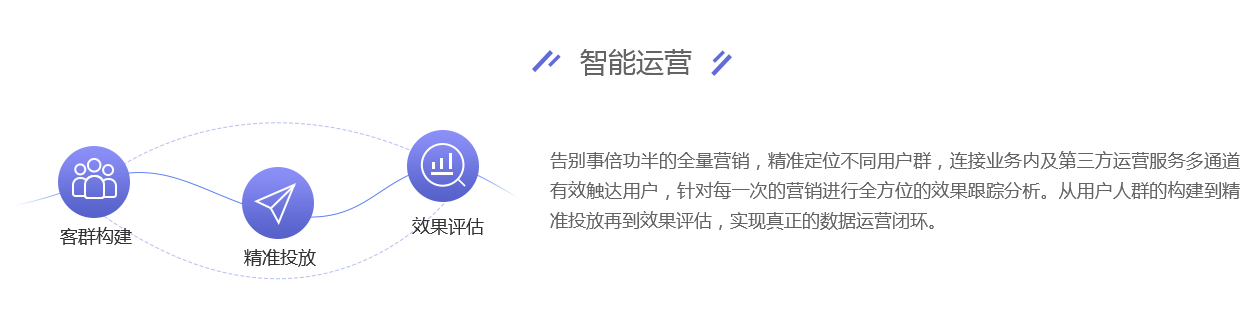 智能运营
客群构建
精准投放
效果评估
告别事倍功半的全量营销，精准定位不同用户群，连接业务内及第三方运营服务多通道
有效触达用户，针对每一次的营销进行全方位的效果跟踪分析。从用户人群的构建到精
准投放再到效果评估，实现真正的数据运营闭环。